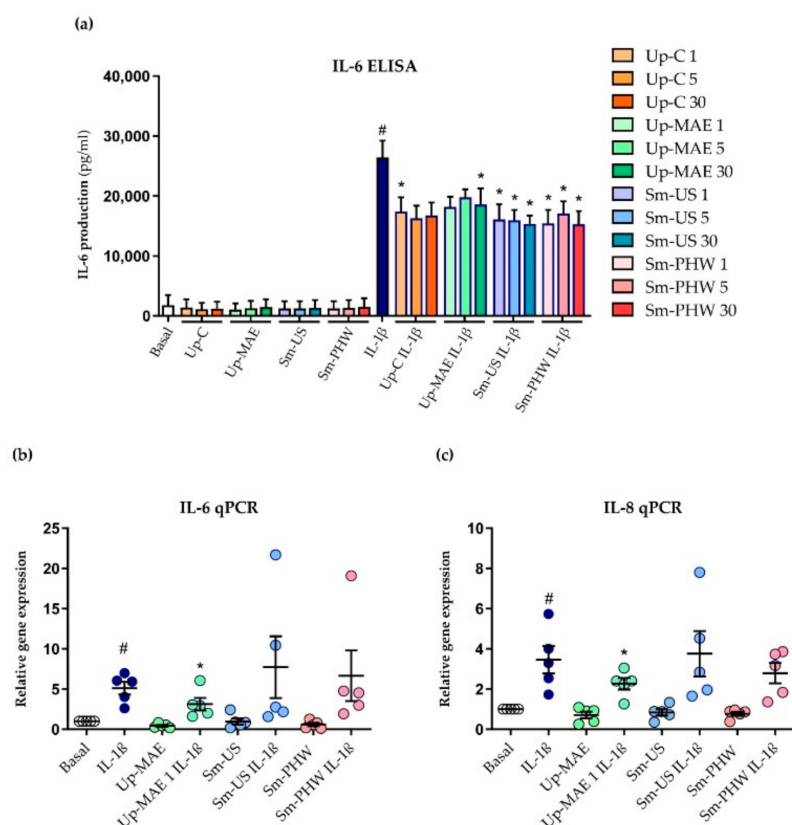 (a)
IL-6 ELISA
IL-6 production (pg/ml)
40,000
30,000
20,000
10,000
0
#
*
*
* * *
* * *
Basal
Up-C
Up-MAE
Sm-US
Sm-PHW
IL-1β
Up-C IL-1β
Up-MAE IL-1β
Sm-US IL-1β
Sm-PHW IL-1β
Up-C 1
Up-C 5
Up-C 30
Up-MAE 1
Up-MAE 5
Up-MAE 30
Sm-US 1
Sm-US 5
Sm-US 30
Sm-PHW 1
Sm-PHW 5
Sm-PHW 30
(b)
IL-6 qPCR
Relative gene expression
25
20
15
10
5
0
#
*
Basal
IL-1ß
Up-MAE
Up-MAE 1 IL-1ß
Sm-US
Sm-US IL-1ß
Sm-PHW
Sm-PHW IL-1ß
(c)
IL-8 qPCR
Relative gene expression
10
8
6
4
2
0
#
*
Basal
IL-1ß
Up-MAE
Up-MAE 1 IL-1ß
Sm-US
Sm-US IL-1ß
Sm-PHW
Sm-PHW IL-1ß